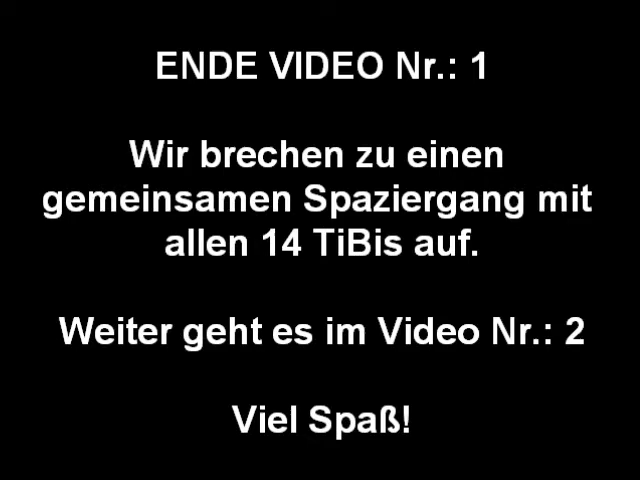 ENDE VIDEO Nr.: 1
Wir brechen zu einen
gemeinsamen Spaziergang mit
allen 14 TiBis auf.
Weiter geht es im Video Nr.: 2
Viel Spaß!